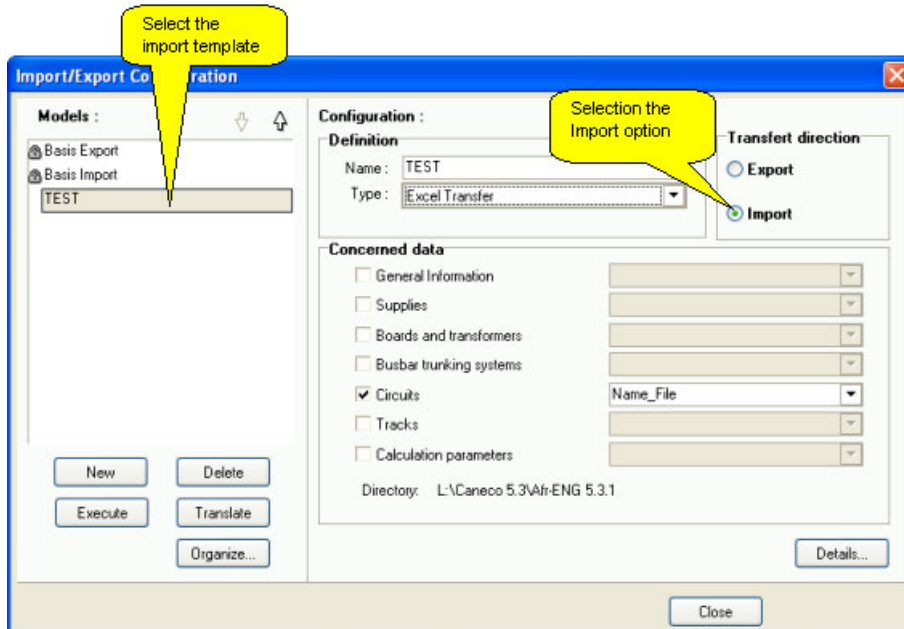 Select the
import template
Import/Export Co ration
Models :
Basis Export
Basis Import
TEST
New
Delete
Execute
Translate
Organize...
Configuration :
Selection the
Import option
Definition
Name : TEST
Type : Excel Transfer
Transfert direction
Export
Import
Concerned data
General Information
Supplies
Boards and transformers
Busbar trunking systems
Circuits Name_File
Tracks
Calculation parameters
Directory: L:\Caneco 5.3\Afr-ENG 5.3.1
Details...
Close